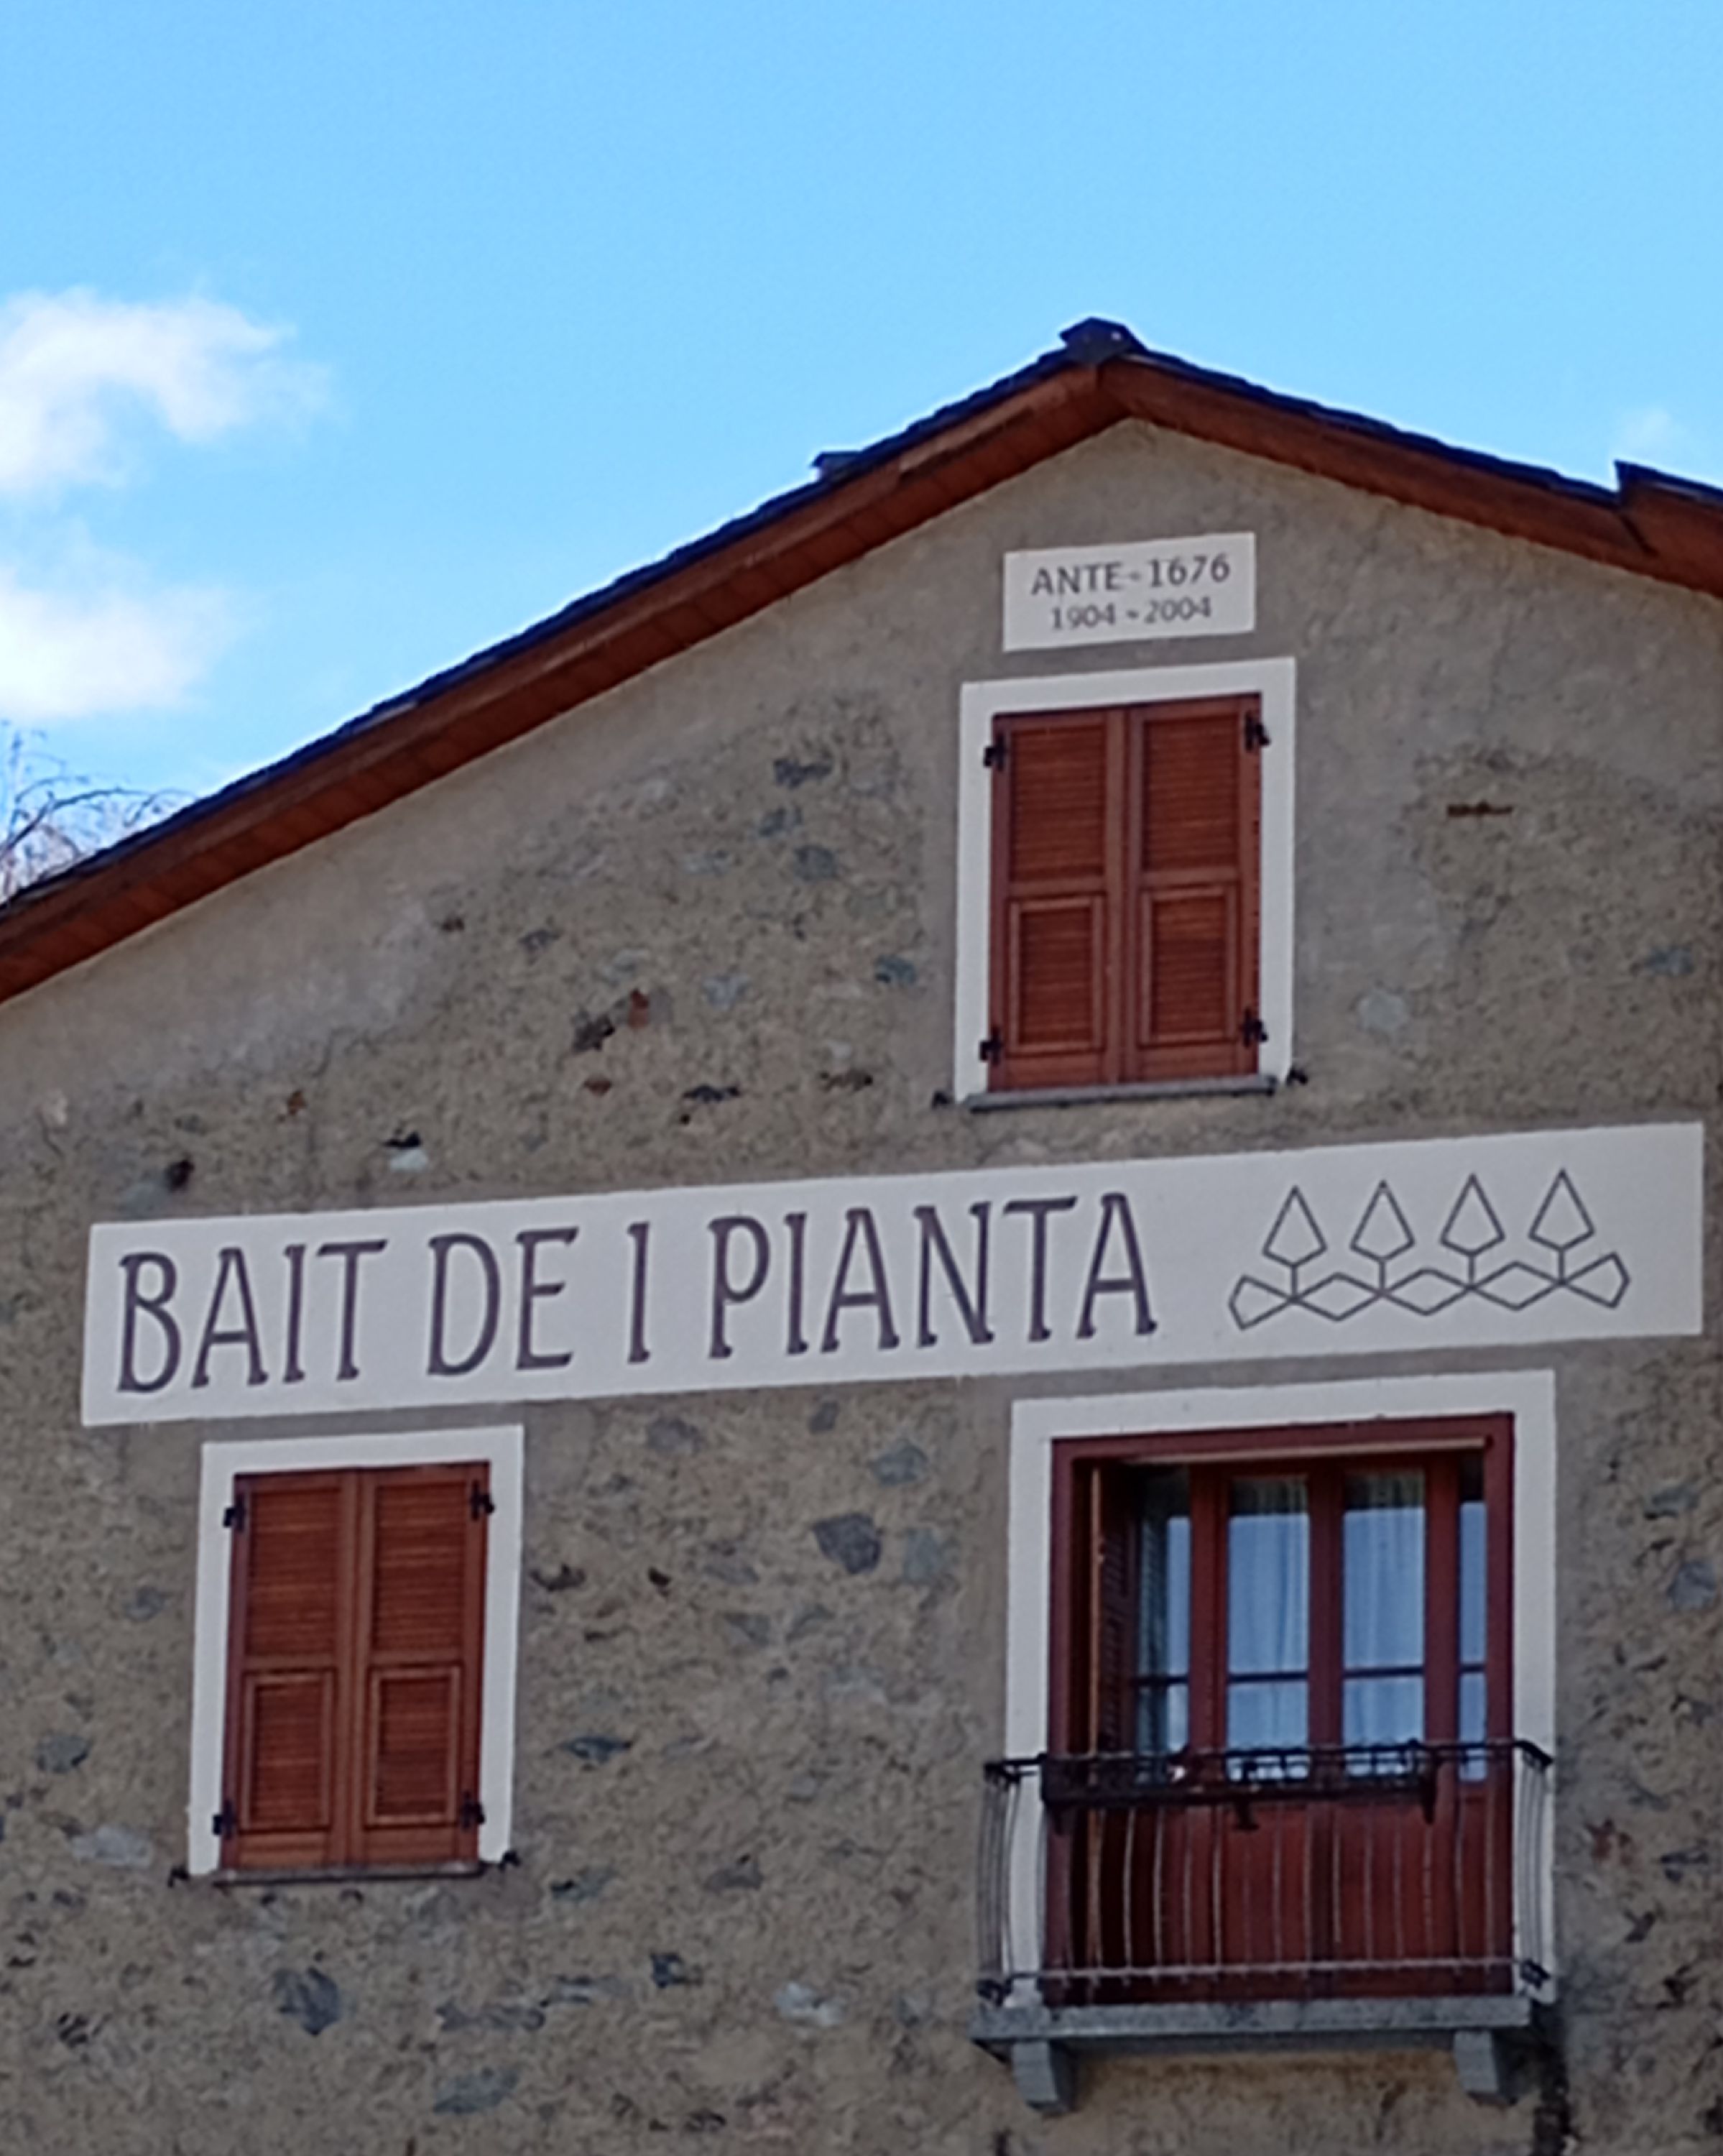 ANTE-1676
1904-2004
BAIT DE I PIANTA